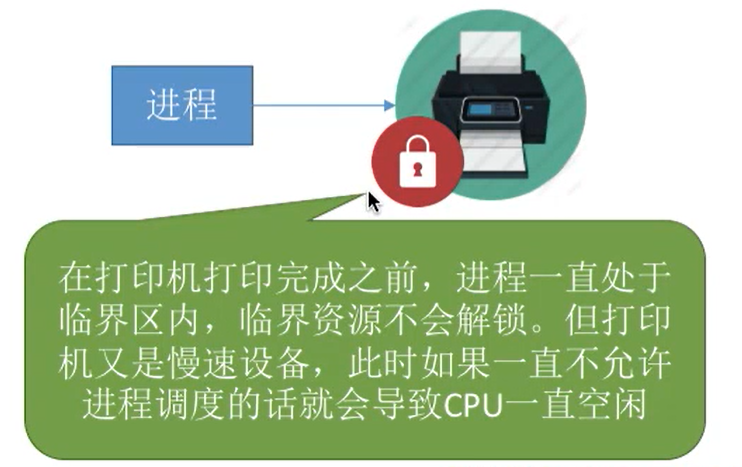 进程
在打印机打印完成之前，进程一直处于
临界区内，临界资源不会解锁。但打印
机又是慢速设备，此时如果一直不允许
进程调度的话就会导致CPU一直空闲